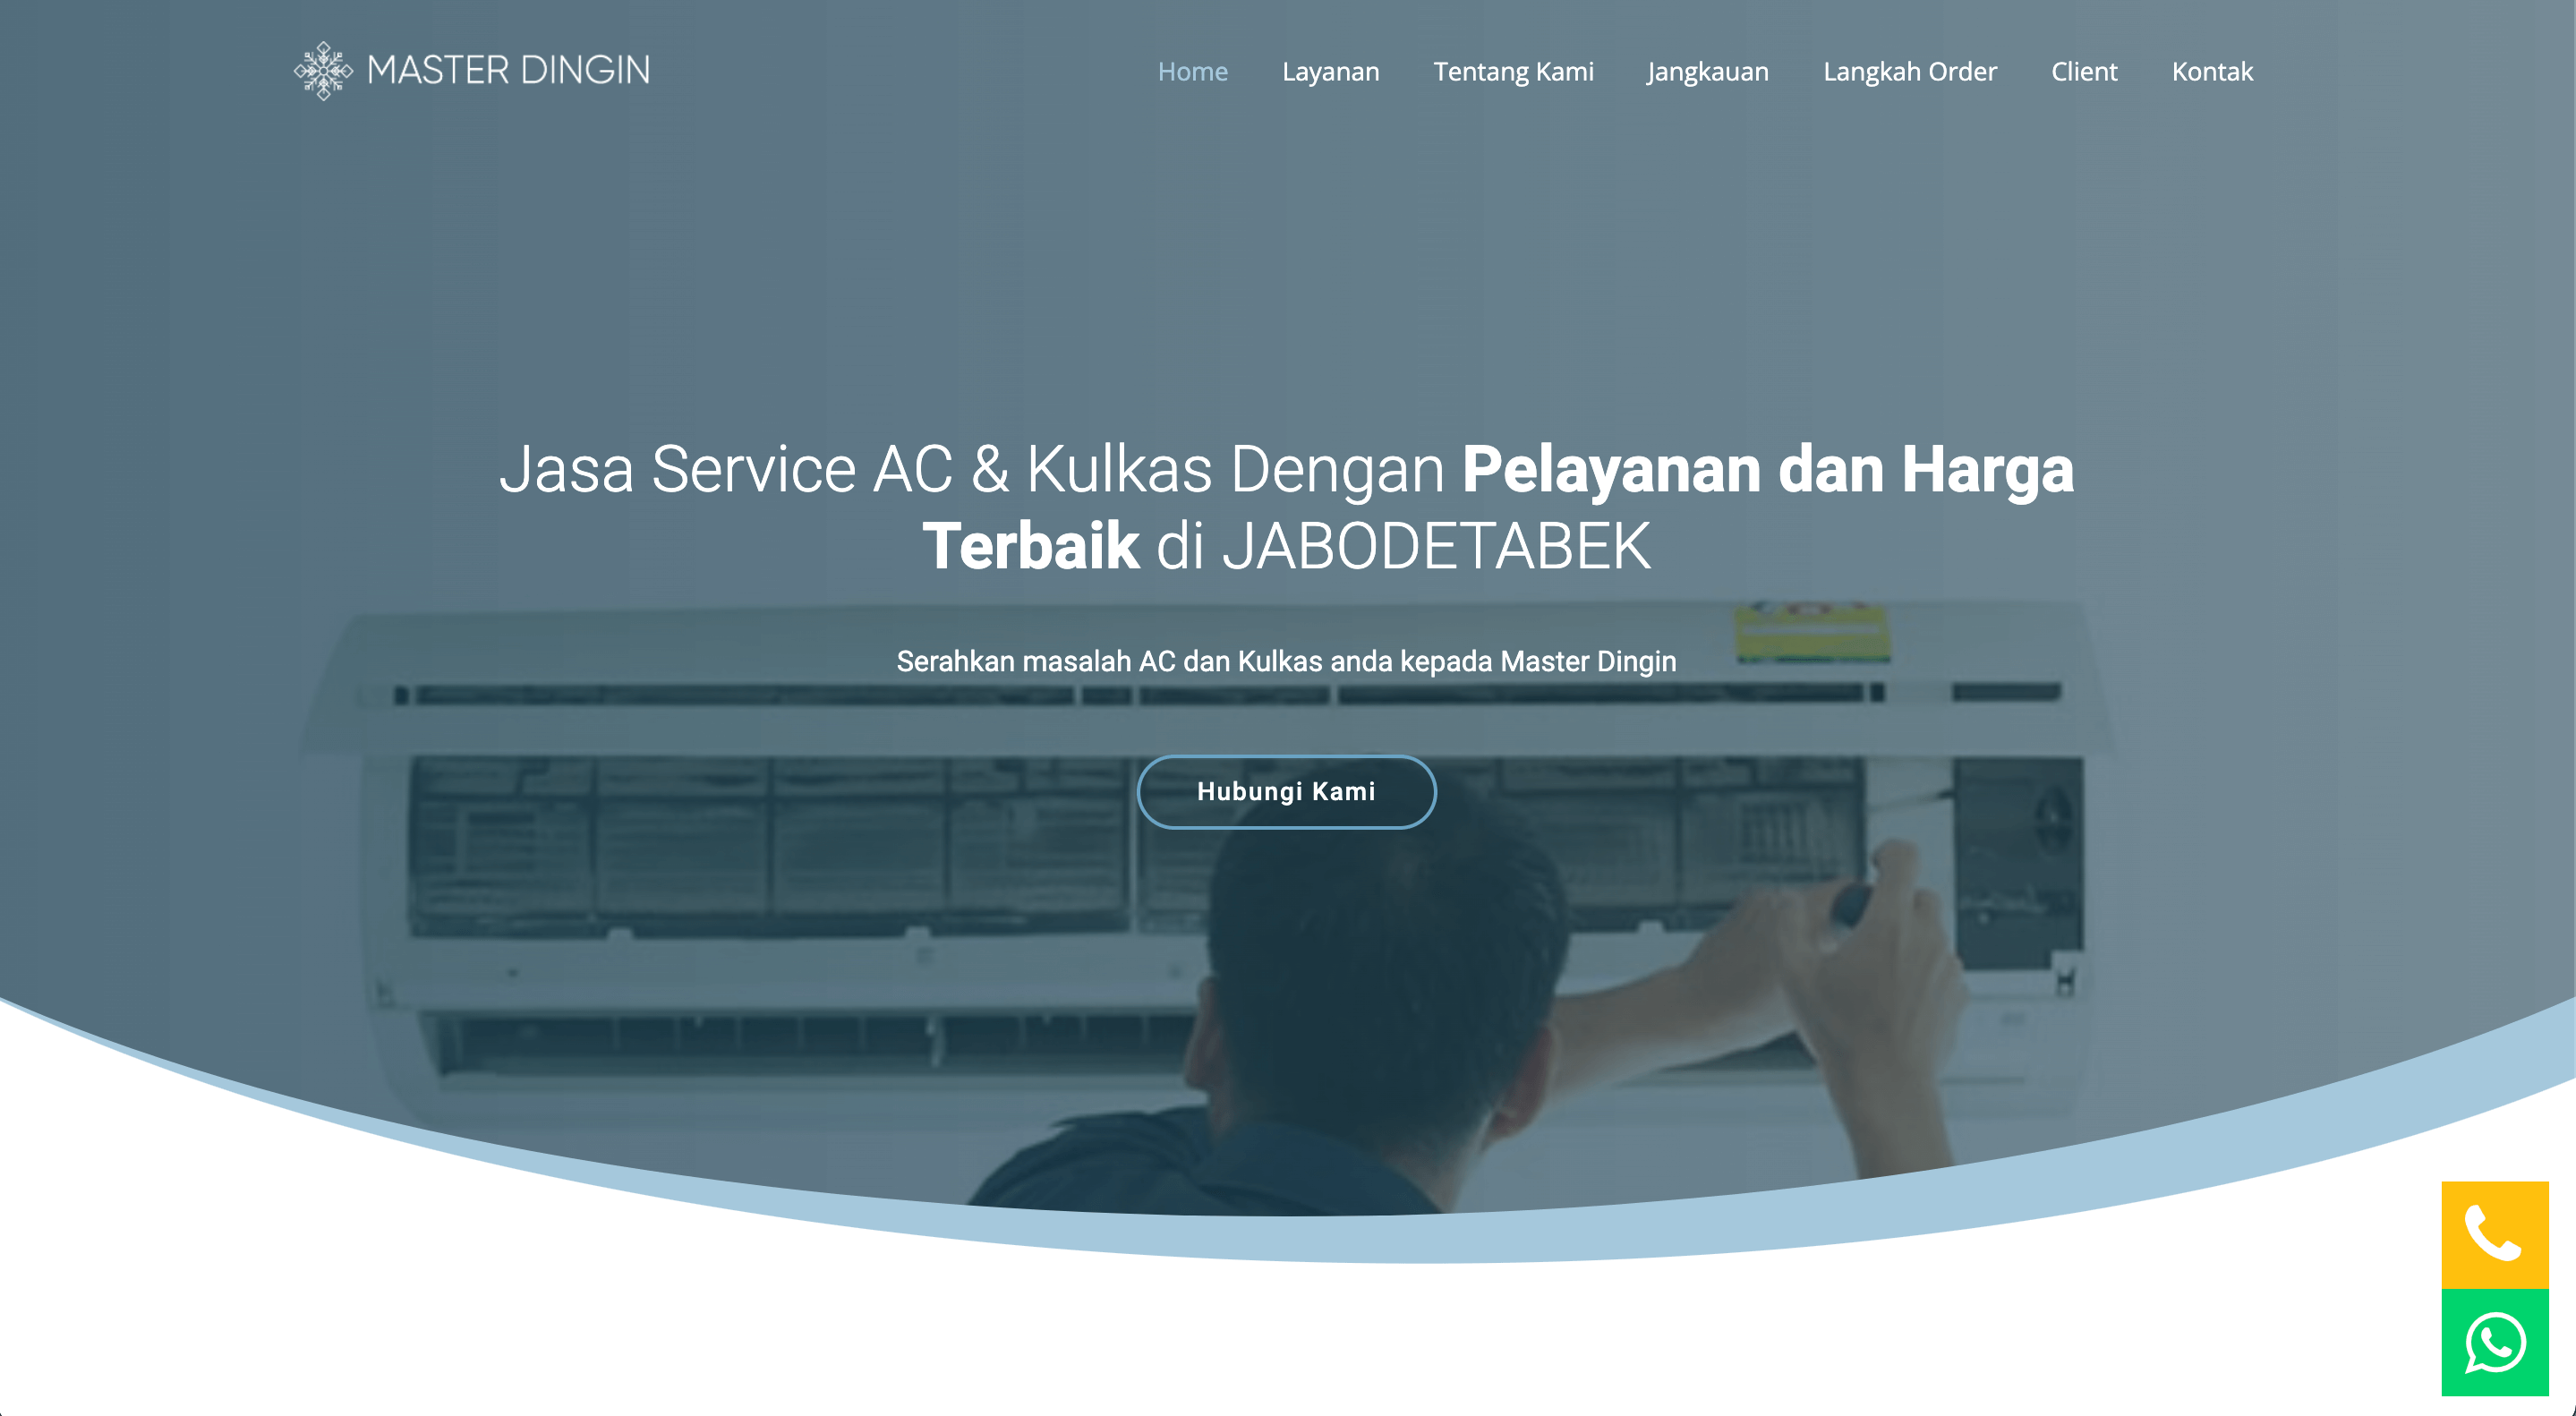 MASTER DINGIN
Home Layanan Tentang Kami Jangkauan Langkah Order Client Kontak
Jasa Service AC & Kulkas Dengan Pelayanan dan Harga
Terbaik di JABODETABEK
Serahkan masalah AC dan Kulkas anda kepada Master Dingin
Hubungi Kami